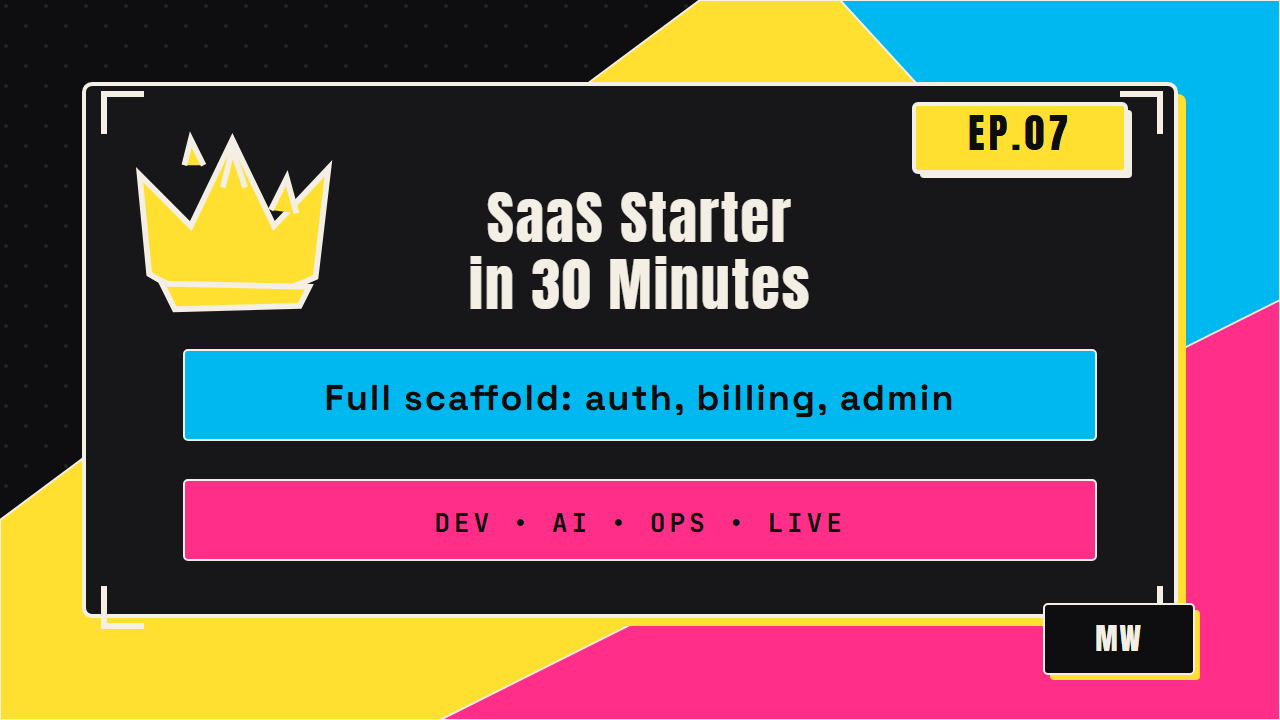 EP.07
SaaS Starter
in 30 Minutes
Full scaffold: auth, billing, admin
DEV • AI • OPS • LIVE
MW